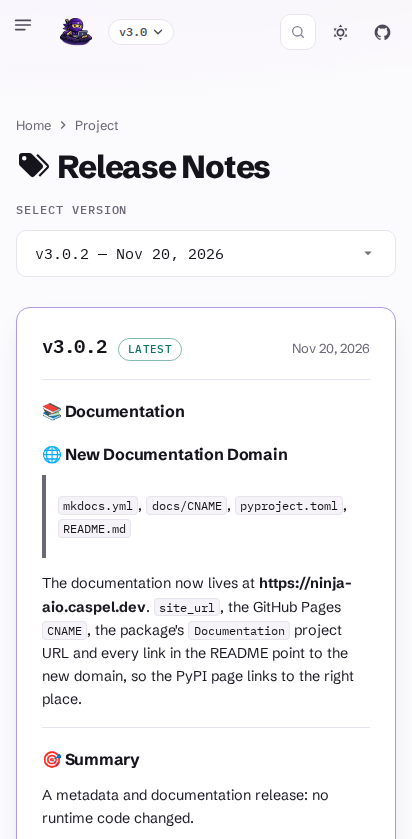 v3.0
Home > Project
Release Notes
SELECT VERSION
v3.0.2 — Nov 20, 2026
v3.0.2 LATEST Nov 20, 2026
📚 Documentation
🌐 New Documentation Domain
mkdocs.yml, docs/CNAME, pyproject.toml,
README.md
The documentation now lives at https://ninja-
aio.caspel.dev. site_url, the GitHub Pages
CNAME, the package's Documentation project
URL and every link in the README point to the
new domain, so the PyPI page links to the right
place.
🎯 Summary
A metadata and documentation release: no
runtime code changed.